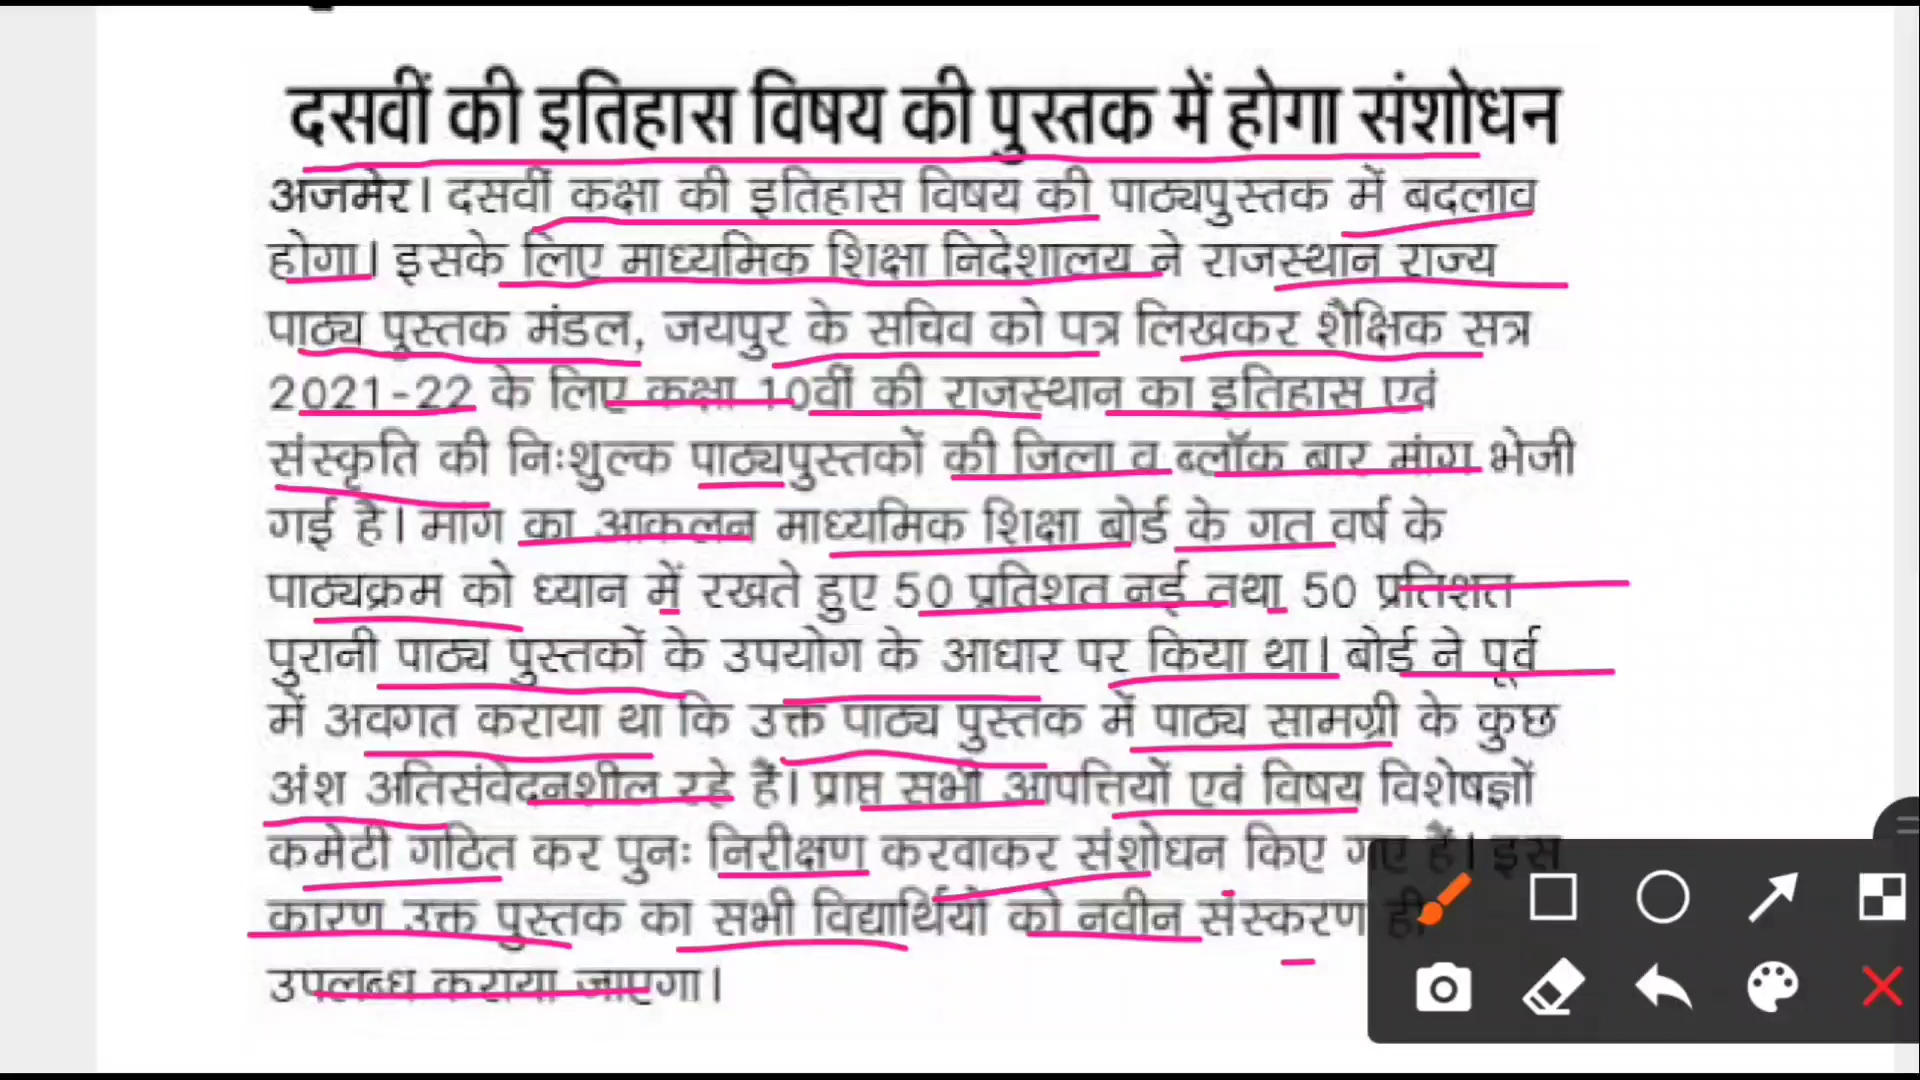 दसवीं की इतिहास विषय की पुस्तक में होगा संशोधन
अजमेर। दसवीं कक्षा की इतिहास विषय की पाठ्यपुस्तक में बदलाव
होगा। इसके लिए माध्यमिक शिक्षा निदेशालय ने राजस्थान राज्य
पाठ्य पुस्तक मंडल, जयपुर के सचिव को पत्र लिखकर शैक्षिक सत्र
2021-22 के लिए कक्षा 10वीं की राजस्थान का इतिहास एवं
संस्कृति की निःशुल्क पाठ्यपुस्तकों की जिला व ब्लॉक बार मांग भेजी
गई है। मांग का आकलन माध्यमिक शिक्षा बोर्ड के गत वर्ष के
पाठ्यक्रम को ध्यान में रखते हुए 50 प्रतिशत नई तथा 50 प्रतिशत
पुरानी पाठ्य पुस्तकों के उपयोग के आधार पर किया था। बोर्ड ने पूर्व
में अवगत कराया था कि उक्त पाठ्य पुस्तक में पाठ्य सामग्री के कुछ
अंश अतिसंवेदनशील रहे हैं। प्राप्त सभी आपत्तियों एवं विषय विशेषज्ञों
कमेटी गठित कर पुनः निरीक्षण करवाकर संशोधन किए गए हैं। इस
कारण उक्त पुस्तक का सभी विद्यार्थियों को नवीन संस्करण ही
उपलब्ध कराया जाएगा।